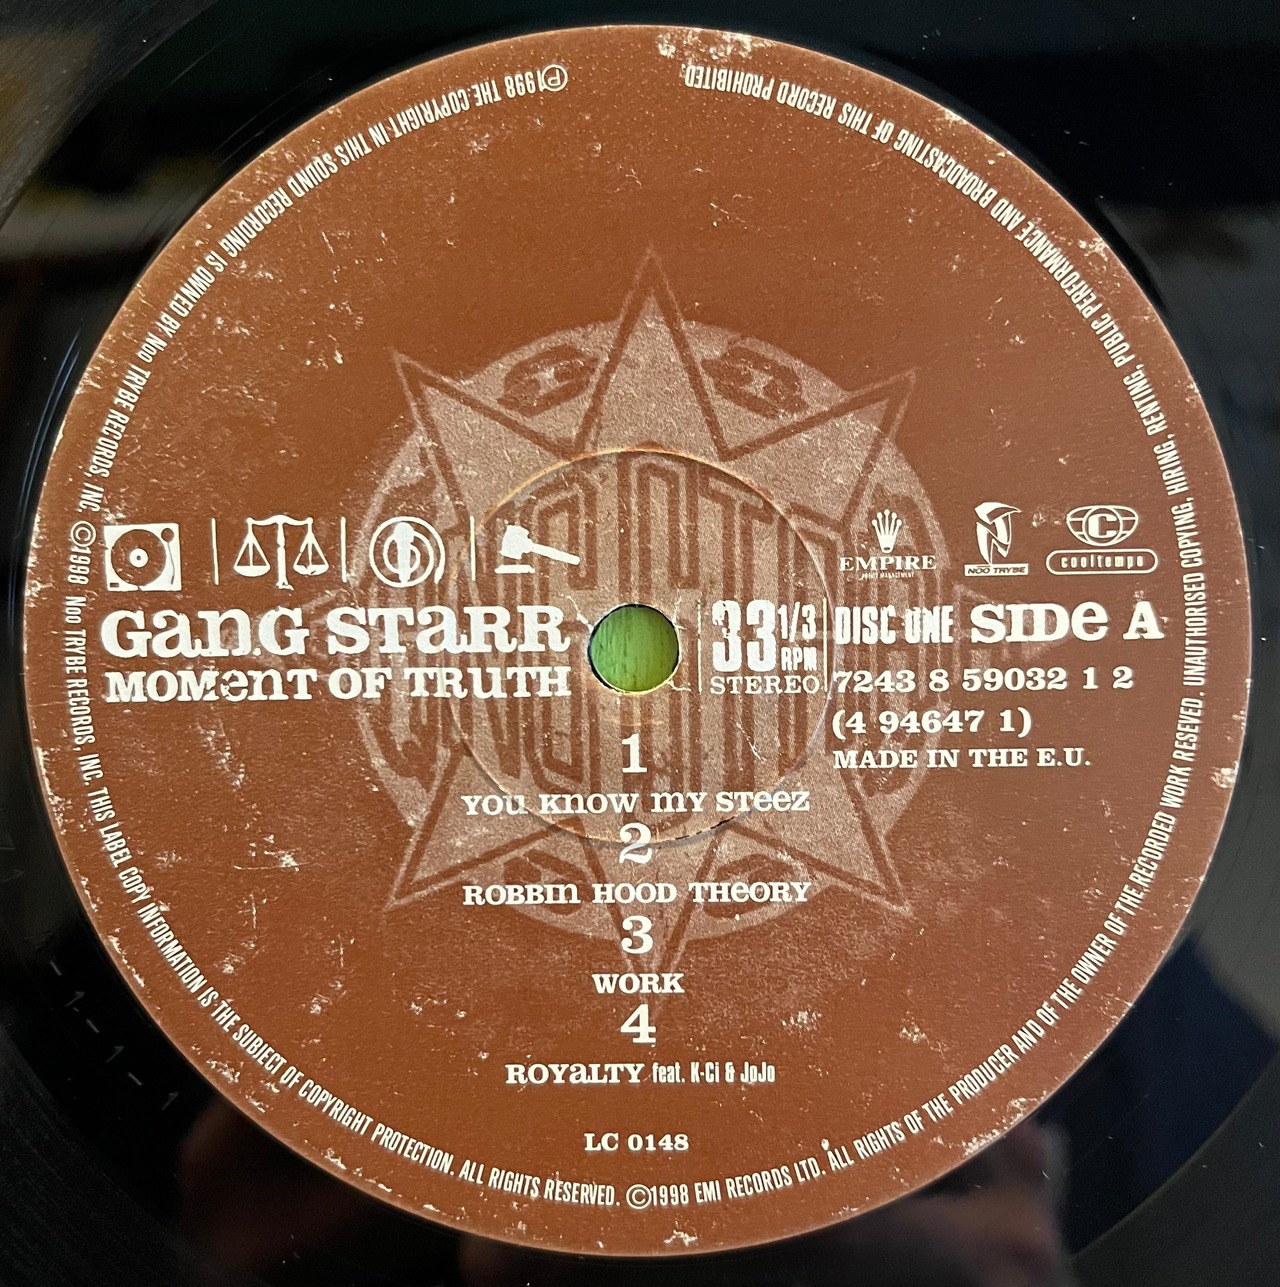 ℗1998 THE COPYRIGHT IN THIS SOUND RECORDING IS OWNED BY Noo TRYBE RECORDS, INC. ©1998 Noo TRYBE RECORDS, INC. THIS LABEL COPY INFORMATION IS THE SUBJECT OF COPYRIGHT PROTECTION. ALL RIGHTS RESERVED. ©1998 EMI RECORDS LTD. ALL RIGHTS OF THE PRODUCER AND OF THE OWNER OF THE RECORDED WORK RESEVED. UNAUTHORISED COPYING, HIRING, RENTING, PUBLIC PERFORMANCE AND BROADCASTING OF THIS RECORD PROHIBITED.
GanG STaRR
MOMenT OF TRuTH
33 1/3 RPM
STEREO
EMPIRE
NOO TRYBE
C
cooltempo
DISC ONE SIDe A
7243 8 59032 1 2
(4 94647 1)
MADE IN THE E.U.
1
YOu Know mY STeez
2
ROBBIn HOOD THeORY
3
WORK
4
ROYaLTY feat. K-Ci & JoJo
LC 0148